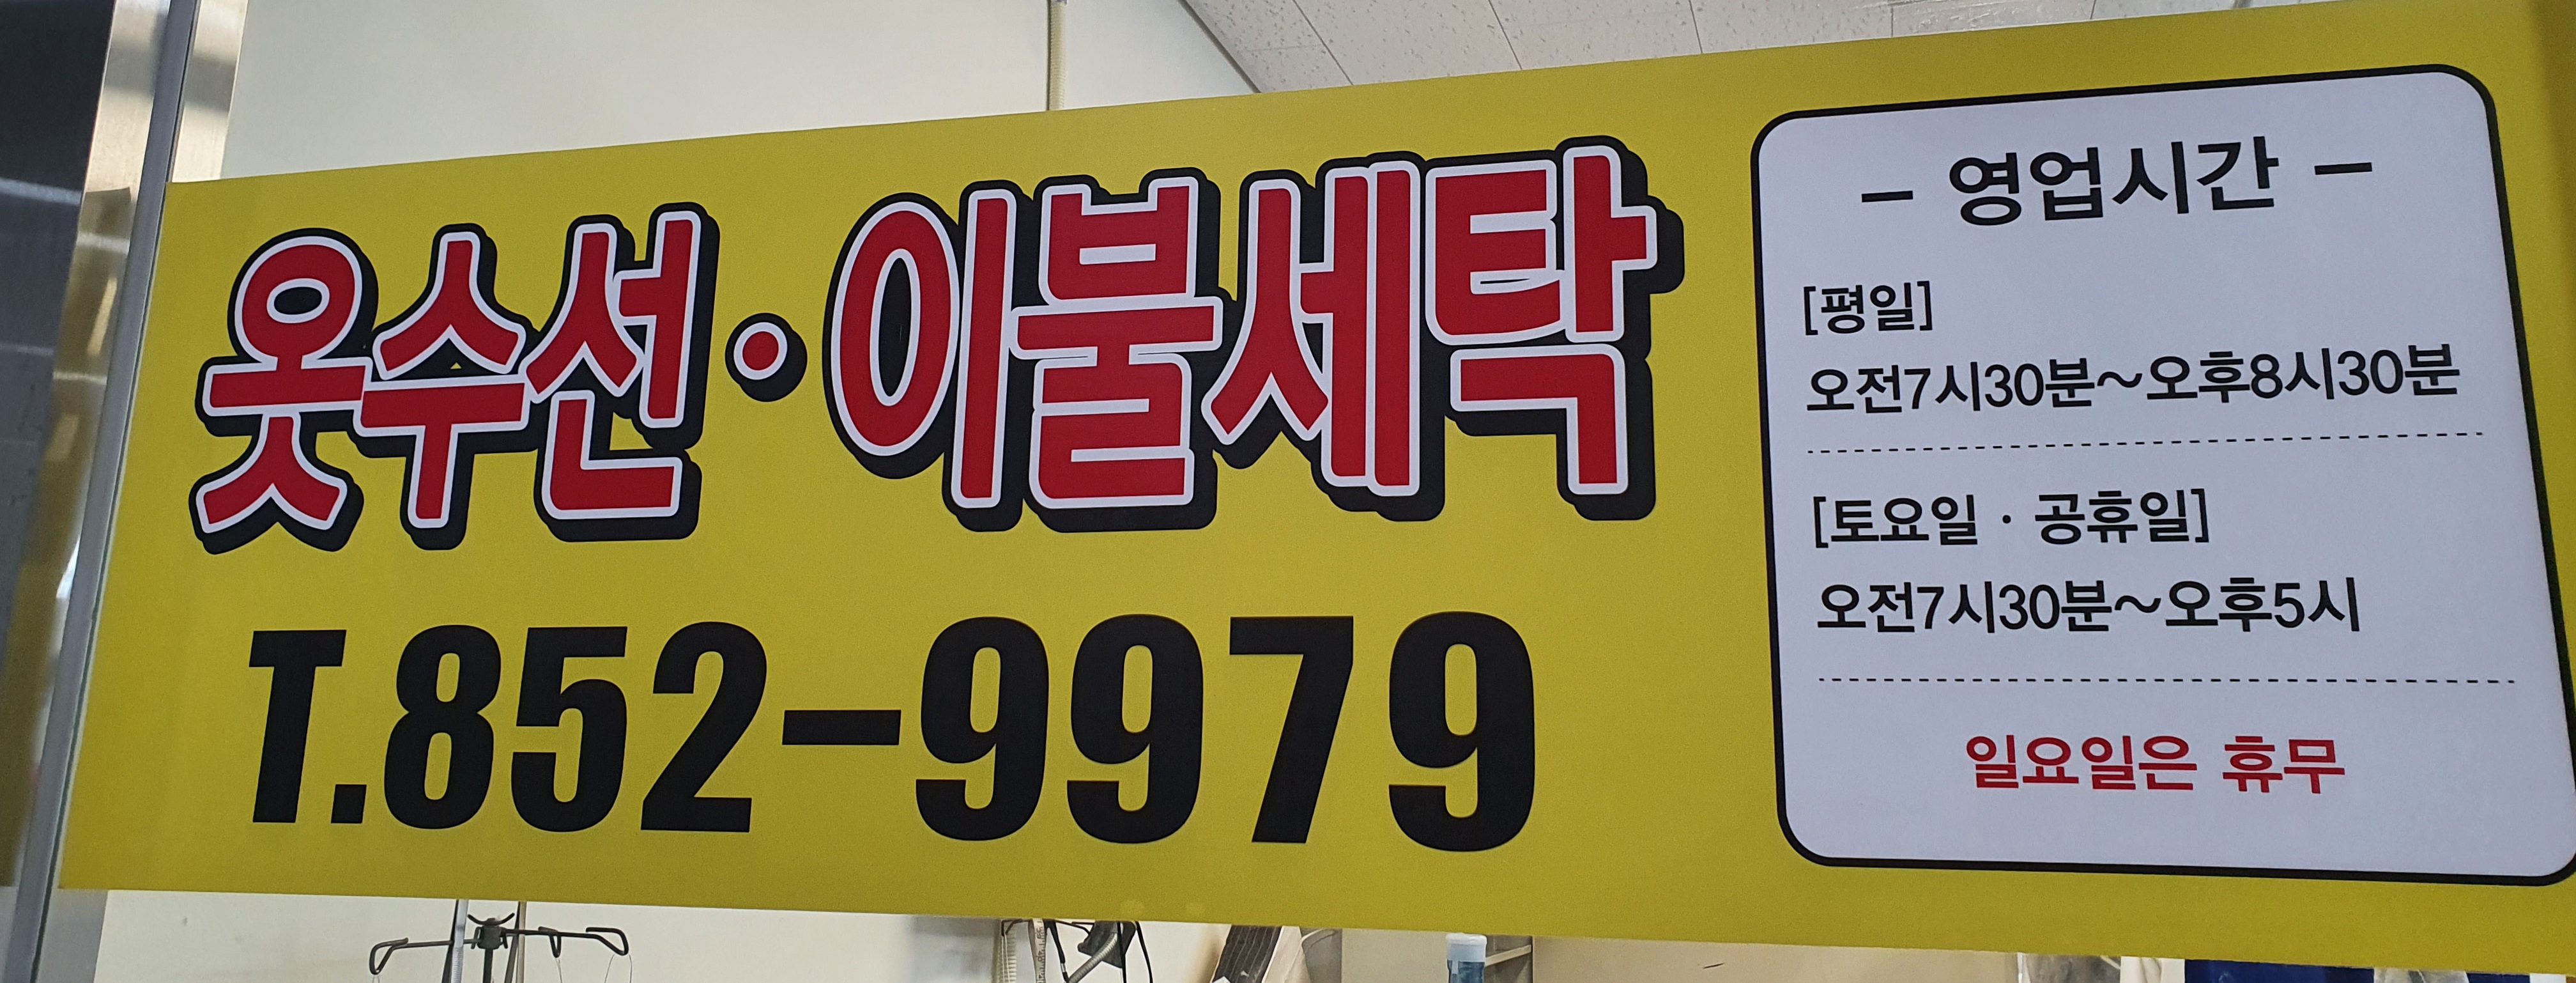 옷수선·이불세탁
T.852-9979
- 영업시간 -
[평일]
오전7시30분~오후8시30분
[토요일 · 공휴일]
오전7시30분~오후5시
일요일은 휴무